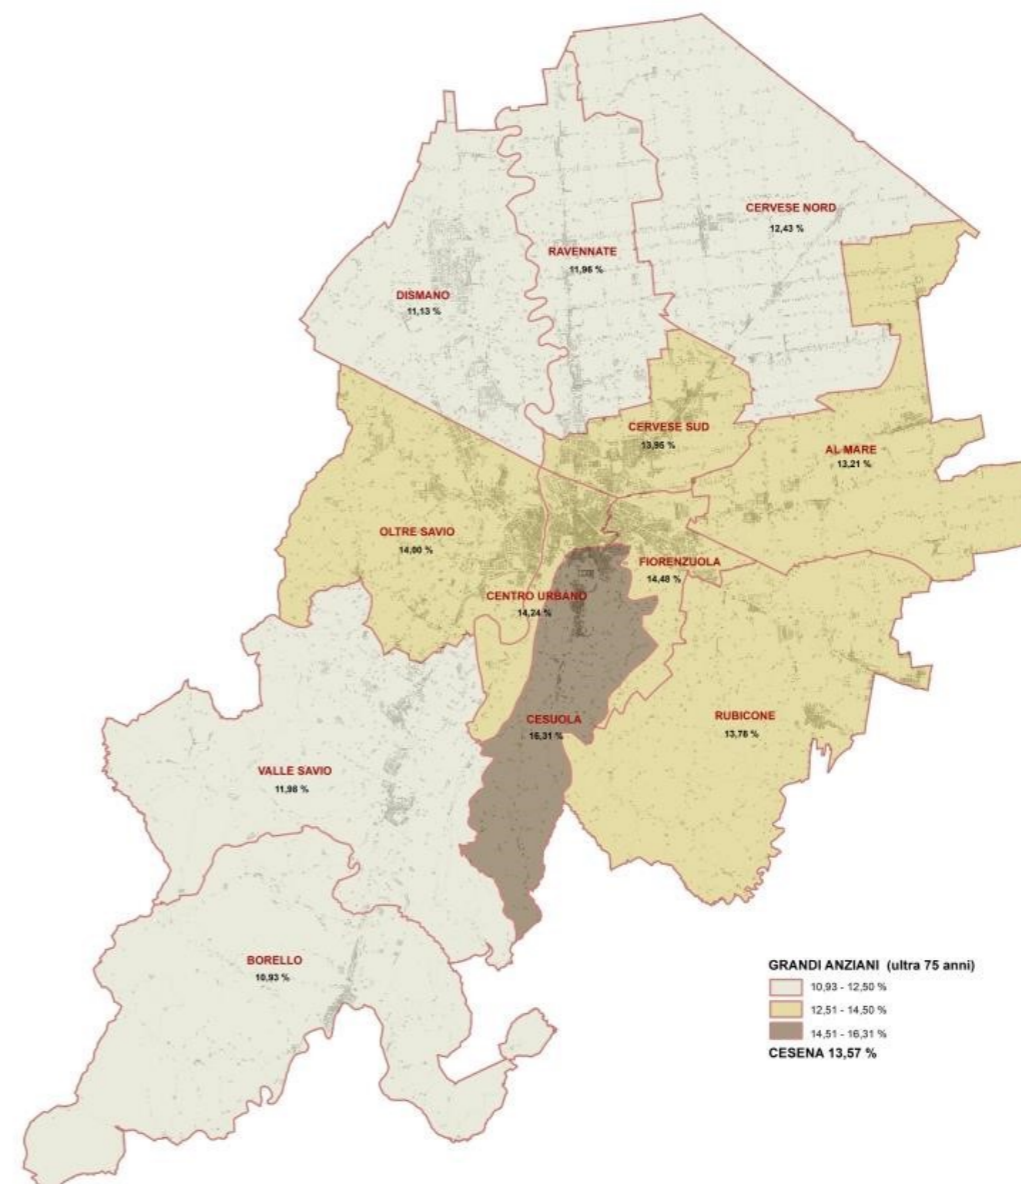 CERVESE NORD
12,43 %
RAVENNATE
11,96 %
DISMANO
11,13 %
CERVESE SUD
13,95 %
AL MARE
13,21 %
OLTRE SAVIO
14,00 %
FIORENZUOLA
14,48 %
CENTRO URBANO
14,24 %
CESUOLA
16,31 %
RUBICONE
13,76 %
VALLE SAVIO
11,98 %
BORELLO
10,93 %
GRANDI ANZIANI (ultra 75 anni)
10,93 - 12,50 %
12,51 - 14,50 %
14,51 - 16,31 %
CESENA 13,57 %